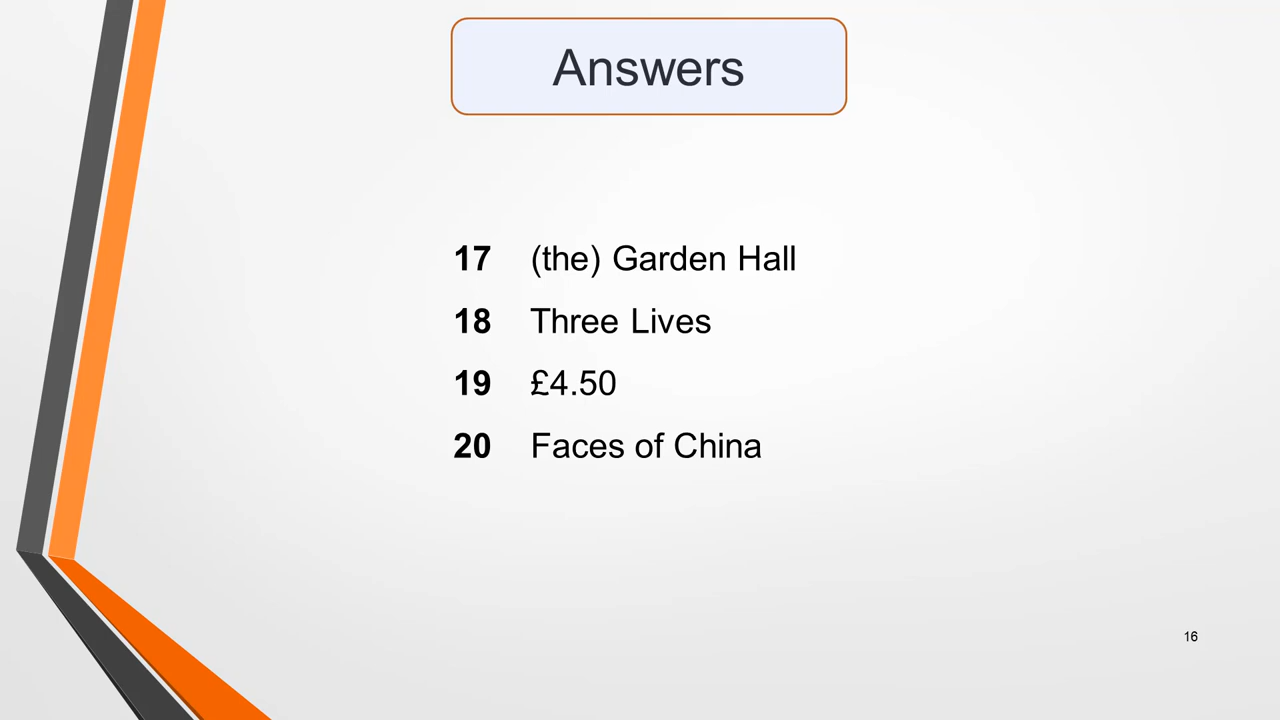 Answers
17 (the) Garden Hall
18 Three Lives
19 £4.50
20 Faces of China
16